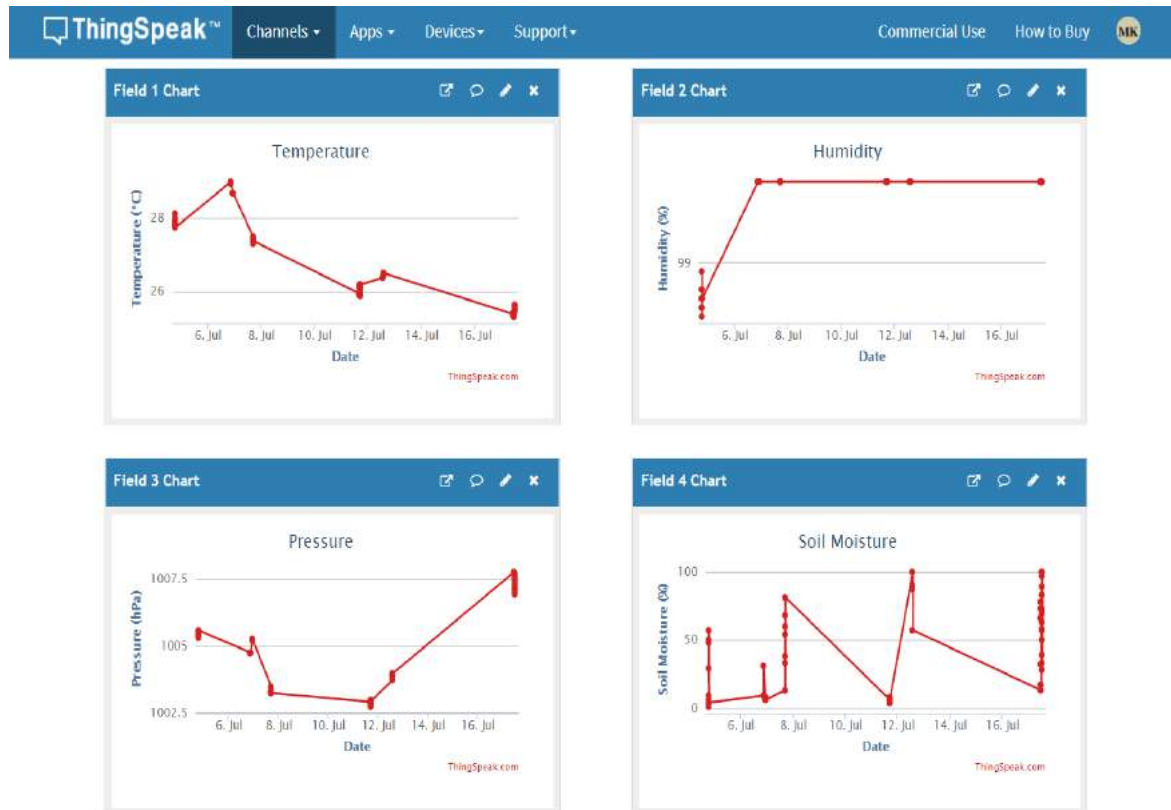 ThingSpeak™ Channels Apps Devices Support Commercial Use How to Buy MK
Field 1 Chart
Temperature
Temperature (°C)
28
26
6. Jul 8. Jul 10. Jul 12. Jul 14. Jul 16. Jul
Date
ThingSpeak.com
Field 2 Chart
Humidity
Humidity (%)
99
6. Jul 8. Jul 10. Jul 12. Jul 14. Jul 16. Jul
Date
ThingSpeak.com
Field 3 Chart
Pressure
Pressure (hPa)
1007.5
1005
1002.5
6. Jul 8. Jul 10. Jul 12. Jul 14. Jul 16. Jul
Date
ThingSpeak.com
Field 4 Chart
Soil Moisture
Soil Moisture (%)
100
50
0
6. Jul 8. Jul 10. Jul 12. Jul 14. Jul 16. Jul
Date
ThingSpeak.com